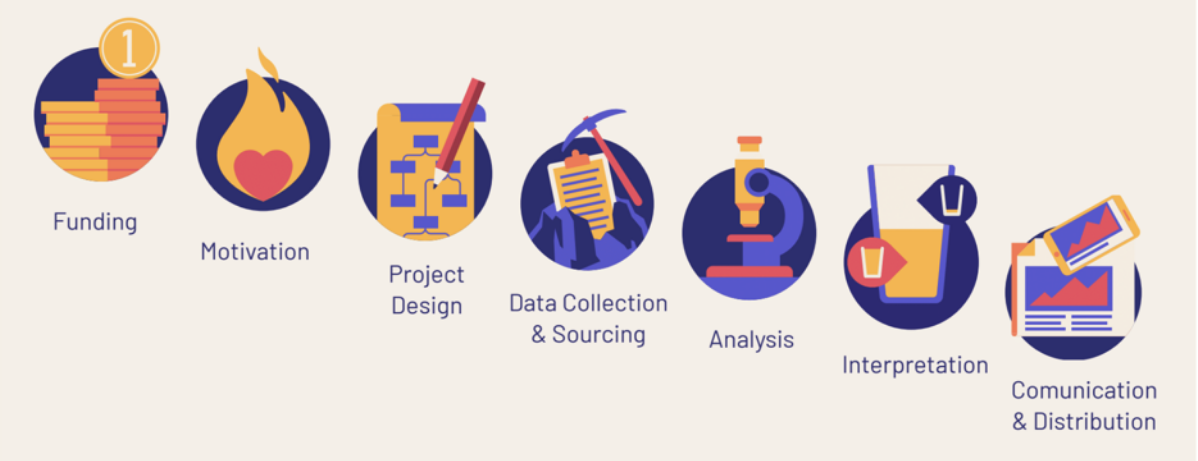 1
Funding
Motivation
Project
Design
Data Collection
& Sourcing
Analysis
Interpretation
Comunication
& Distribution